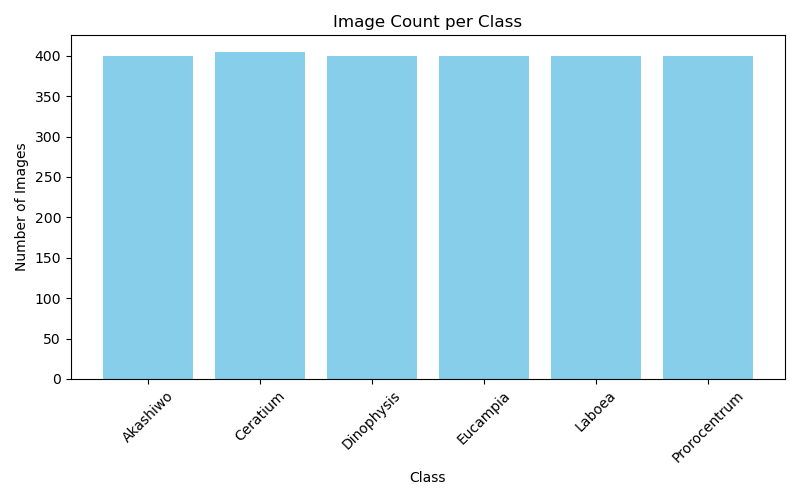 Image Count per Class
Number of Images
400
350
300
250
200
150
100
50
0
Akashiwo
Ceratium
Dinophysis
Eucampia
Laboea
Prorocentrum
Class